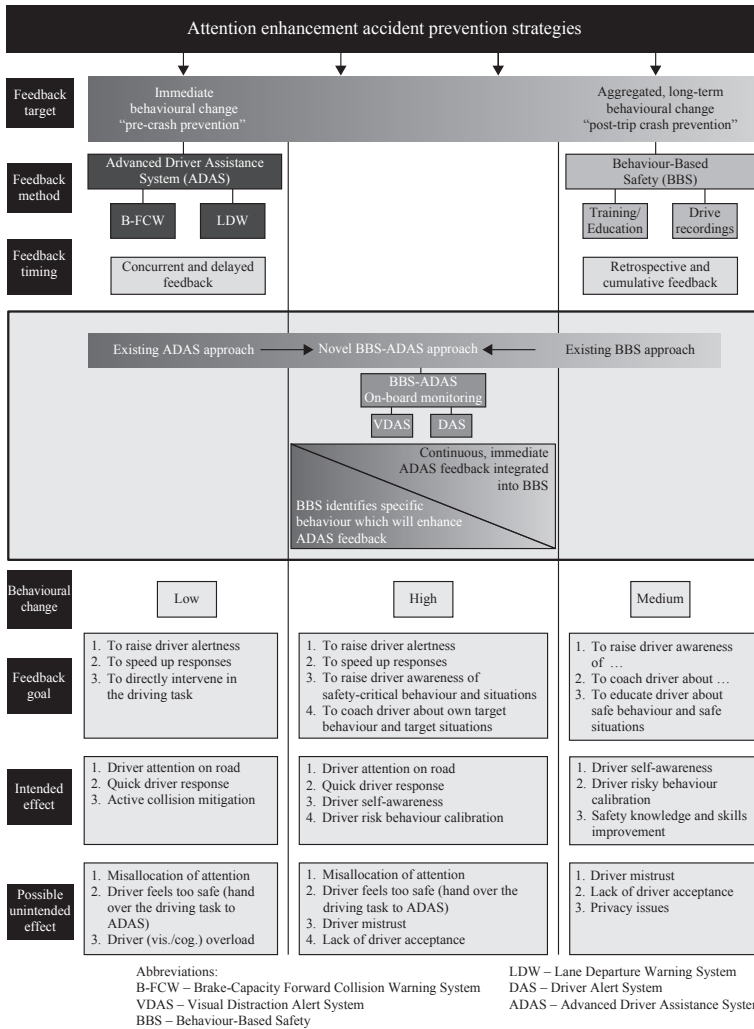 Attention enhancement accident prevention strategies
Feedback
target
Immediate
behavioural change
“pre-crash prevention”
Aggregated, long-term
behavioural change
“post-trip crash prevention”
Feedback
method
Advanced Driver Assistance
System (ADAS)
B-FCW
LDW
Behaviour-Based
Safety (BBS)
Training/
Education
Drive
recordings
Feedback
timing
Concurrent and delayed
feedback
Retrospective and
cumulative feedback
Existing ADAS approach
Novel BBS-ADAS approach
Existing BBS approach
BBS-ADAS
On-board monitoring
VDAS
DAS
Continuous, immediate
ADAS feedback integrated
into BBS
BBS identifies specific
behaviour which will enhance
ADAS feedback
Behavioural
change
Low
High
Medium
Feedback
goal
1. To raise driver alertness
2. To speed up responses
3. To directly intervene in
the driving task
1. To raise driver alertness
2. To speed up responses
3. To raise driver awareness of
safety-critical behaviour and situations
4. To coach driver about own target
behaviour and target situations
1. To raise driver awareness
of …
2. To coach driver about …
3. To educate driver about
safe behaviour and safe
situations
Intended
effect
1. Driver attention on road
2. Quick driver response
3. Active collision mitigation
1. Driver attention on road
2. Quick driver response
3. Driver self-awareness
4. Driver risk behaviour calibration
1. Driver self-awareness
2. Driver risky behaviour
calibration
3. Safety knowledge and skills
improvement
Possible
unintended
effect
1. Misallocation of attention
2. Driver feels too safe (hand
over the driving task to
ADAS)
3. Driver (vis./cog.) overload
1. Misallocation of attention
2. Driver feels too safe (hand over the
driving task to ADAS)
3. Driver mistrust
4. Lack of driver acceptance
1. Driver mistrust
2. Lack of driver acceptance
3. Privacy issues
Abbreviations:
B-FCW – Brake-Capacity Forward Collision Warning System
VDAS – Visual Distraction Alert System
BBS – Behaviour-Based Safety
LDW – Lane Departure Warning System
DAS – Driver Alert System
ADAS – Advanced Driver Assistance System